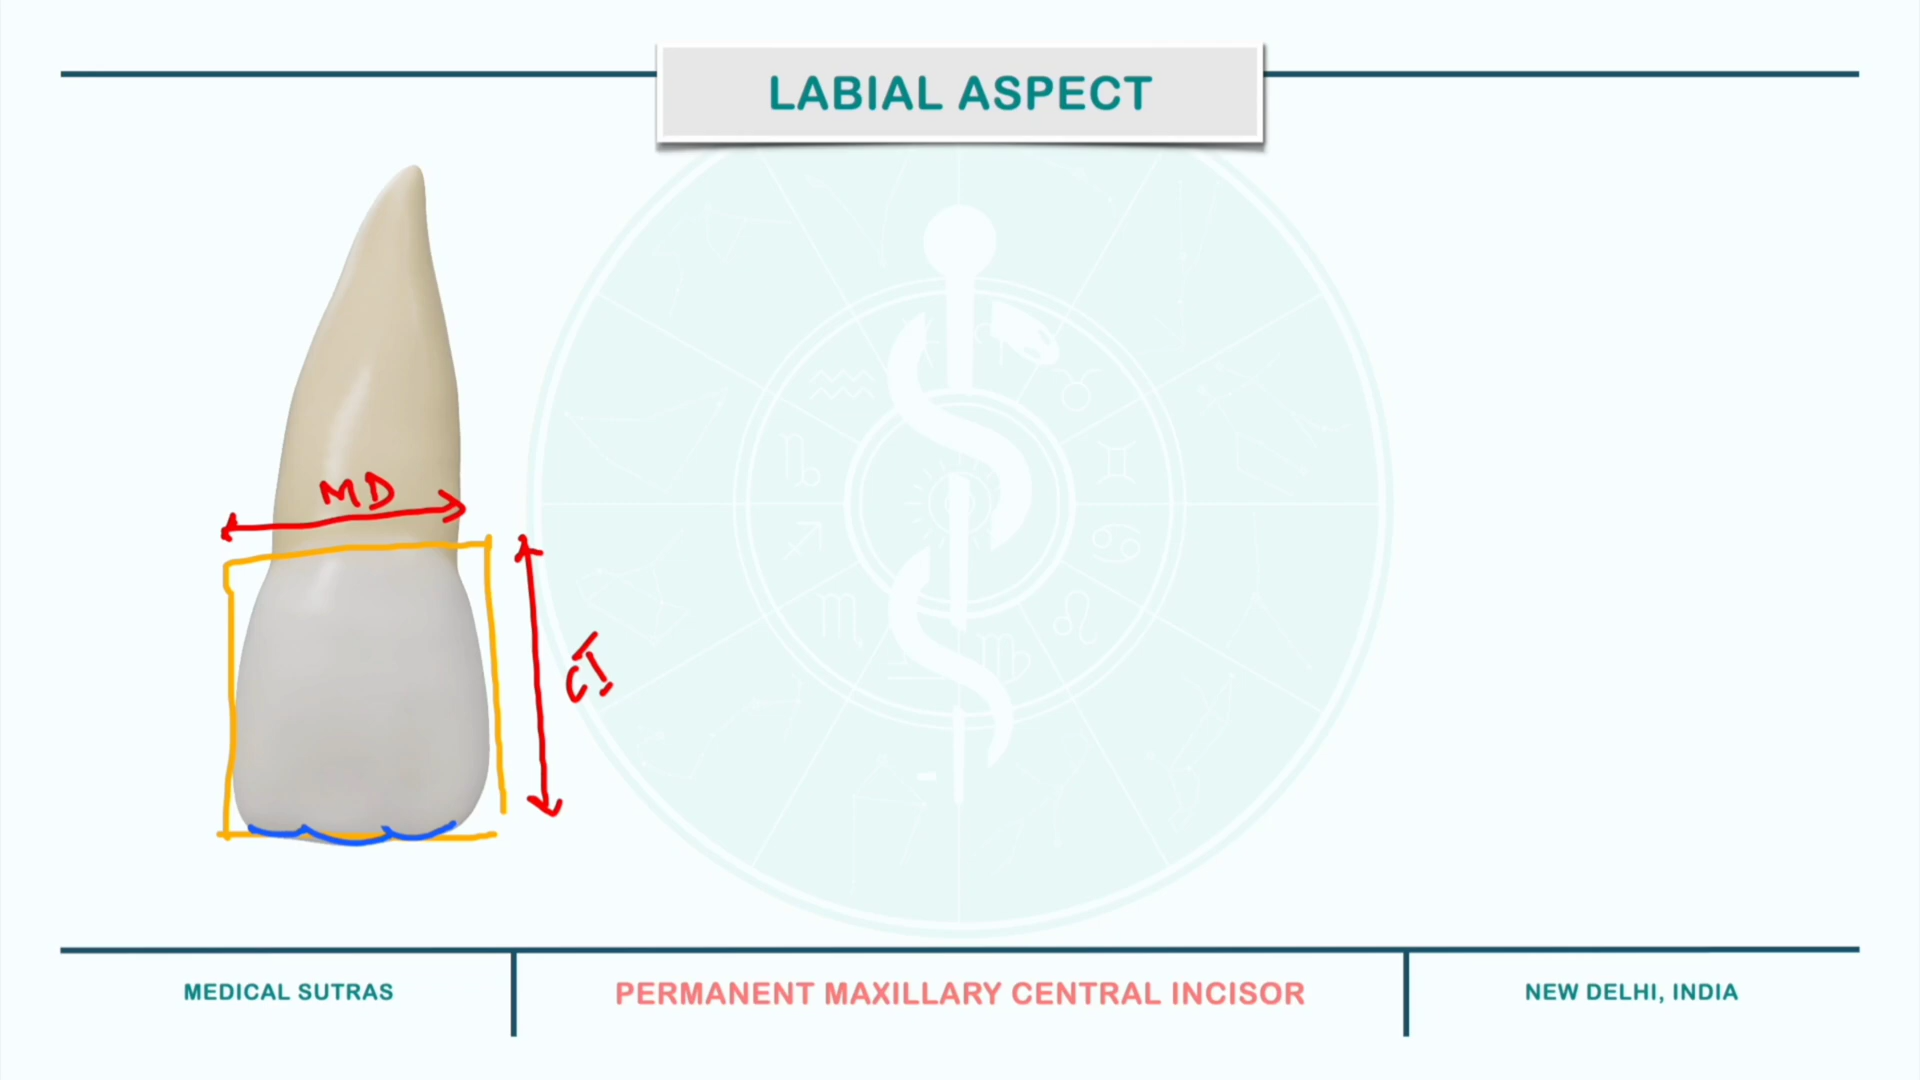 LABIAL ASPECT
MD
CI
MEDICAL SUTRAS
PERMANENT MAXILLARY CENTRAL INCISOR
NEW DELHI, INDIA